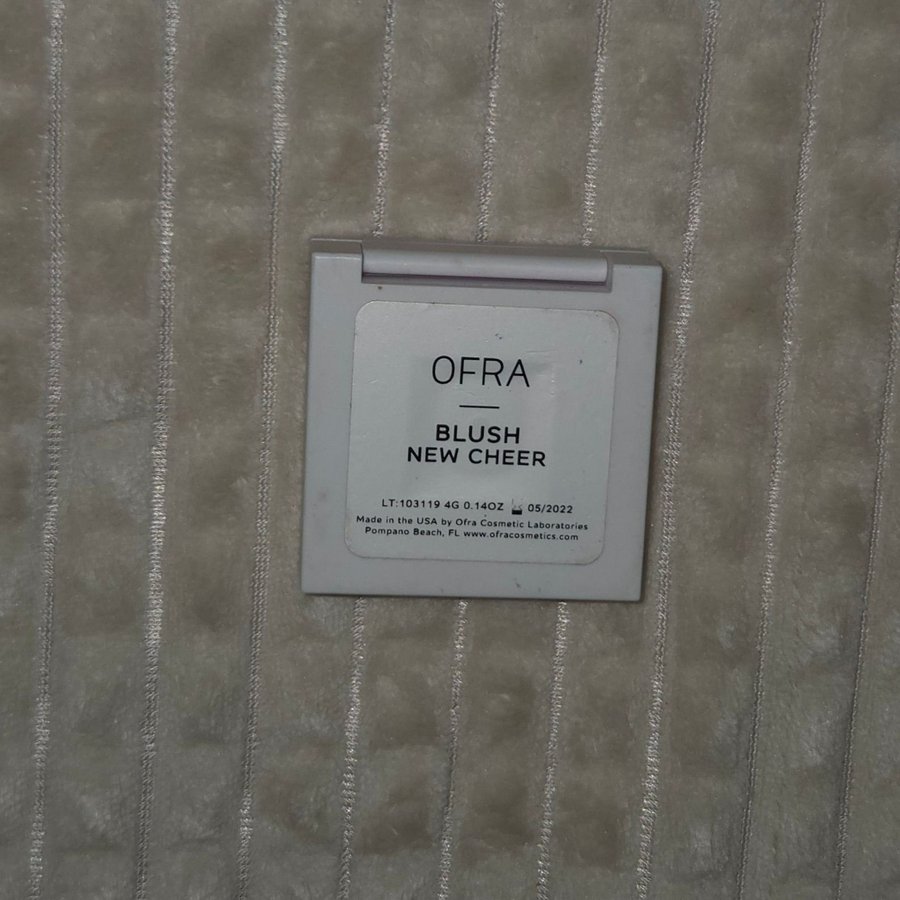 OFRA
BLUSH
NEW CHEER
LT:103119 4G 0.14OZ 05/2022
Made in the USA by Ofra Cosmetic Laboratories
Pompano Beach, FL www.ofracosmetics.com